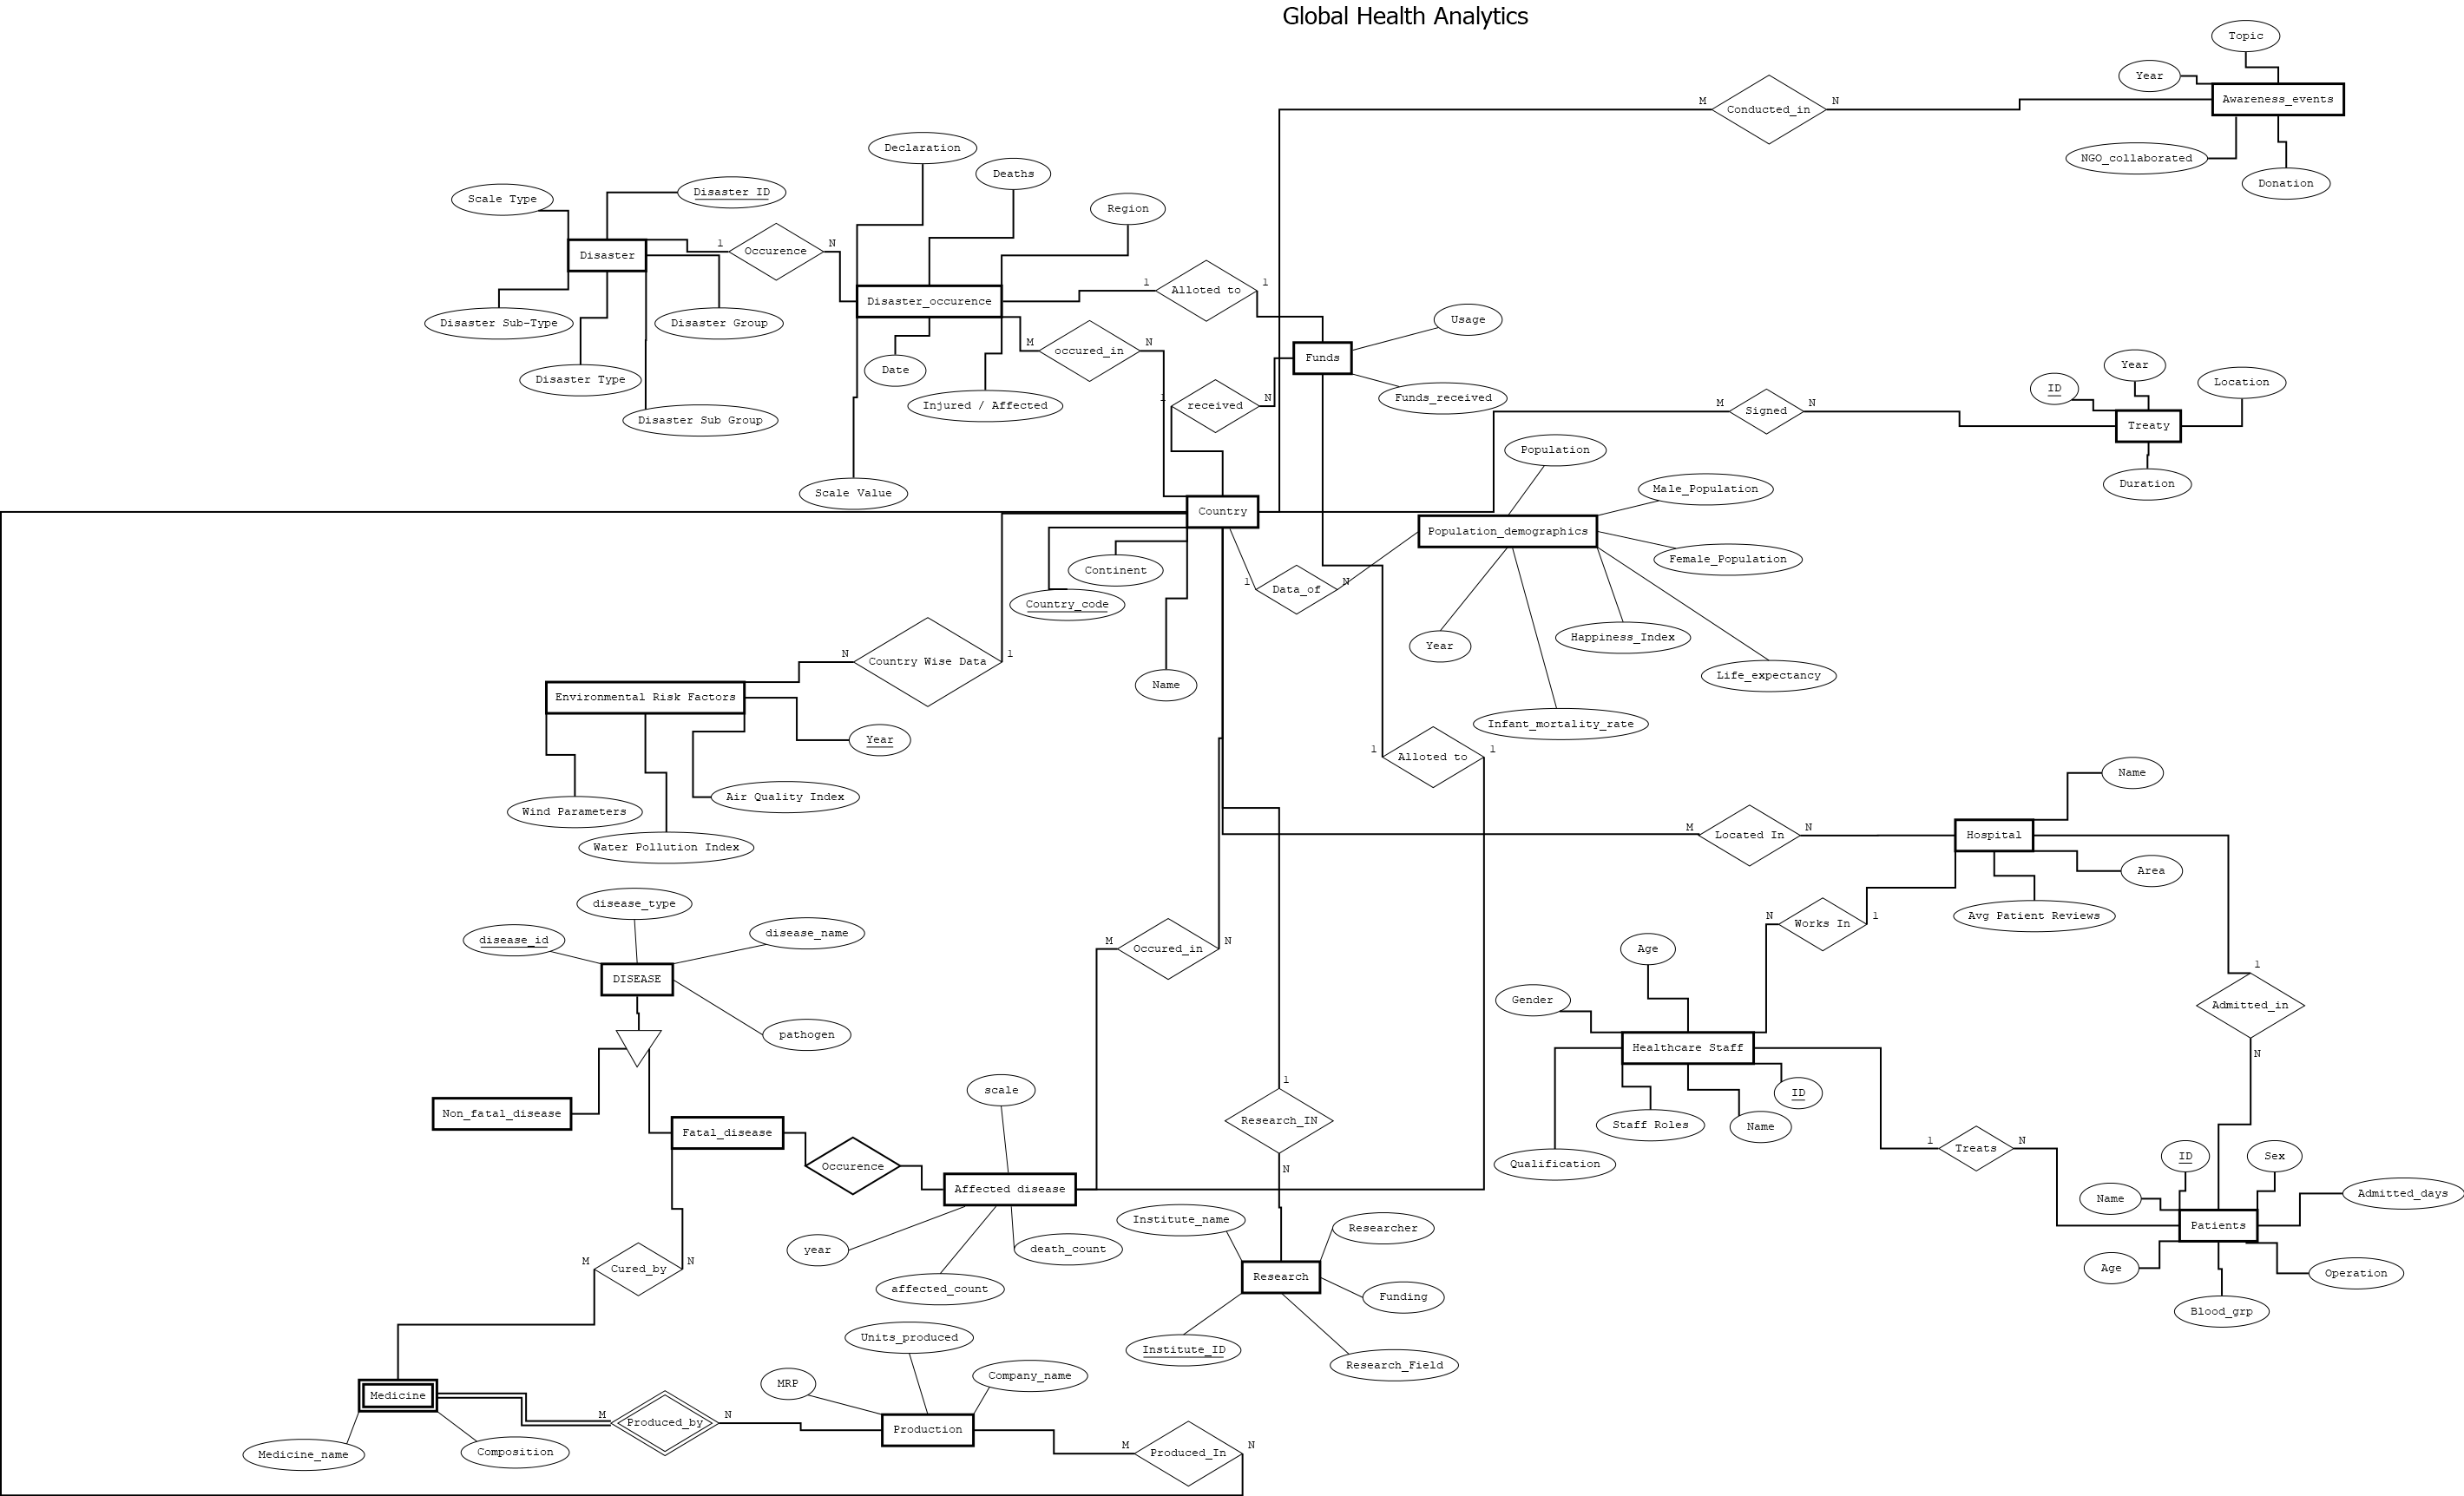 Global Health Analytics
Topic
Year
Awareness_events
M
Conducted_in
N
NGO_collaborated
Donation
Declaration
Deaths
Scale Type
Disaster ID
Region
Disaster
1
Occurence
N
Disaster Sub-Type
Disaster Group
Disaster Type
Disaster Sub Group
Disaster_occurence
1
Alloted to
1
M
occured_in
N
Date
Injured / Affected
Scale Value
Usage
Funds
Funds_received
1
received
N
M
Signed
N
ID
Year
Location
Treaty
Duration
Population
Male_Population
Population_demographics
Female_Population
Country
Continent
Country_code
Name
1
Data_of
N
Year
Happiness_Index
Life_expectancy
Infant_mortality_rate
N
Country Wise Data
1
Environmental Risk Factors
Year
Wind Parameters
Air Quality Index
Water Pollution Index
1
Alloted to
1
Name
M
Located In
N
Hospital
Area
Avg Patient Reviews
N
Works In
1
disease_type
disease_id
disease_name
DISEASE
pathogen
M
Occured_in
N
Age
Gender
Healthcare Staff
ID
Staff Roles
Name
Qualification
1
Admitted_in
N
Non_fatal_disease
Fatal_disease
Occurence
scale
Affected disease
year
death_count
affected_count
1
Research_IN
N
1
Treats
N
ID
Sex
Name
Admitted_days
Patients
Age
Operation
Blood_grp
Institute_name
Researcher
Research
Funding
Institute_ID
Research_Field
M
Cured_by
N
Units_produced
MRP
Company_name
Medicine
Medicine_name
Composition
M
Produced_by
N
Production
M
Produced_In
N